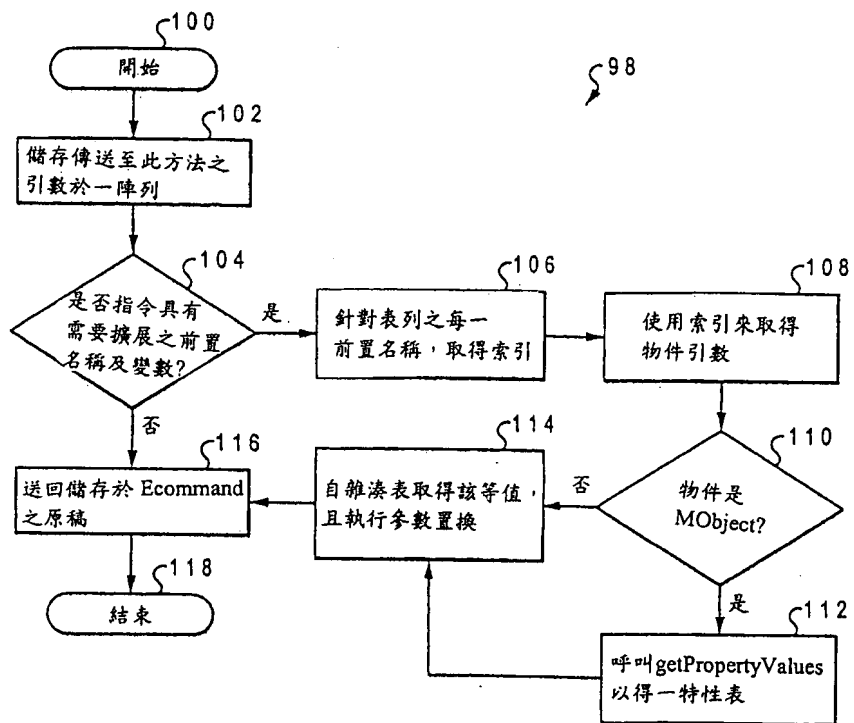 100
開始
98
102
儲存傳送至此方法之
引數於一陣列
104
是否指令具有
需要擴展之前置
名稱及變數?
是
否
106
針對表列之每一
前置名稱,取得索引
108
使用索引來取得
物件引數
110
物件是
MObject?
否
是
112
呼叫getPropertyValues
以得一特性表
114
自雜湊表取得該等值,
且執行參數置換
116
送回儲存於 Ecommand
之原稿
118
結束